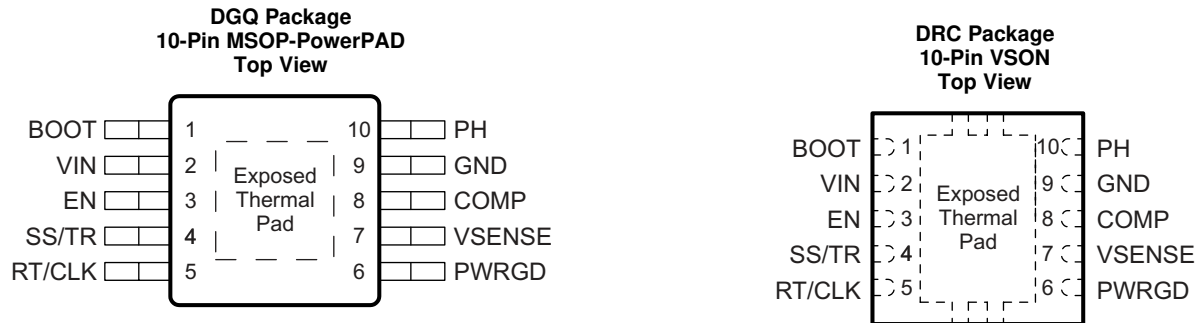 DGQ Package
10-Pin MSOP-PowerPAD
Top View
BOOT 1 10 PH
VIN 2 9 GND
EN 3 8 COMP
SS/TR 4 7 VSENSE
RT/CLK 5 6 PWRGD
Exposed
Thermal
Pad
DRC Package
10-Pin VSON
Top View
BOOT 1 10 PH
VIN 2 9 GND
EN 3 8 COMP
SS/TR 4 7 VSENSE
RT/CLK 5 6 PWRGD
Exposed
Thermal
Pad